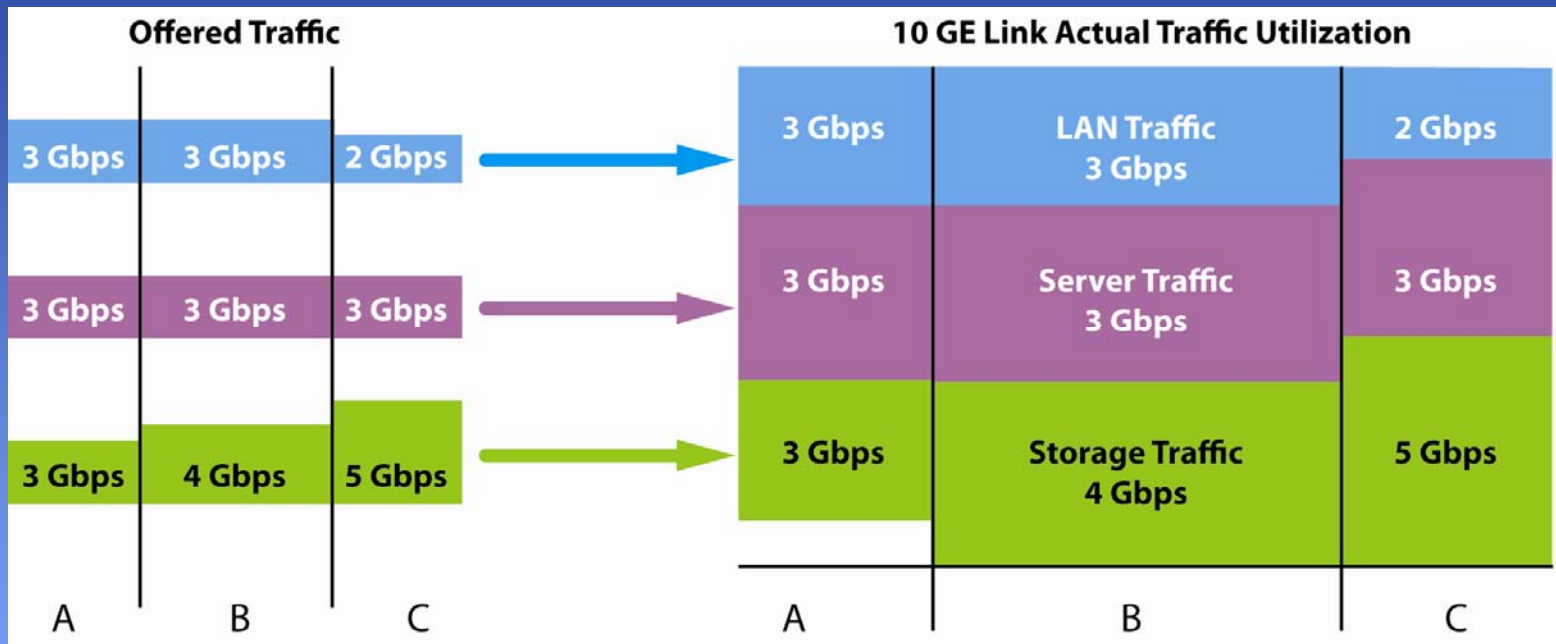 Offered Traffic
3 Gbps 3 Gbps 2 Gbps
3 Gbps 3 Gbps 3 Gbps
3 Gbps 4 Gbps 5 Gbps
A B C
10 GE Link Actual Traffic Utilization
3 Gbps
LAN Traffic
3 Gbps
2 Gbps
3 Gbps
Server Traffic
3 Gbps
3 Gbps
3 Gbps
Storage Traffic
4 Gbps
5 Gbps
A B C